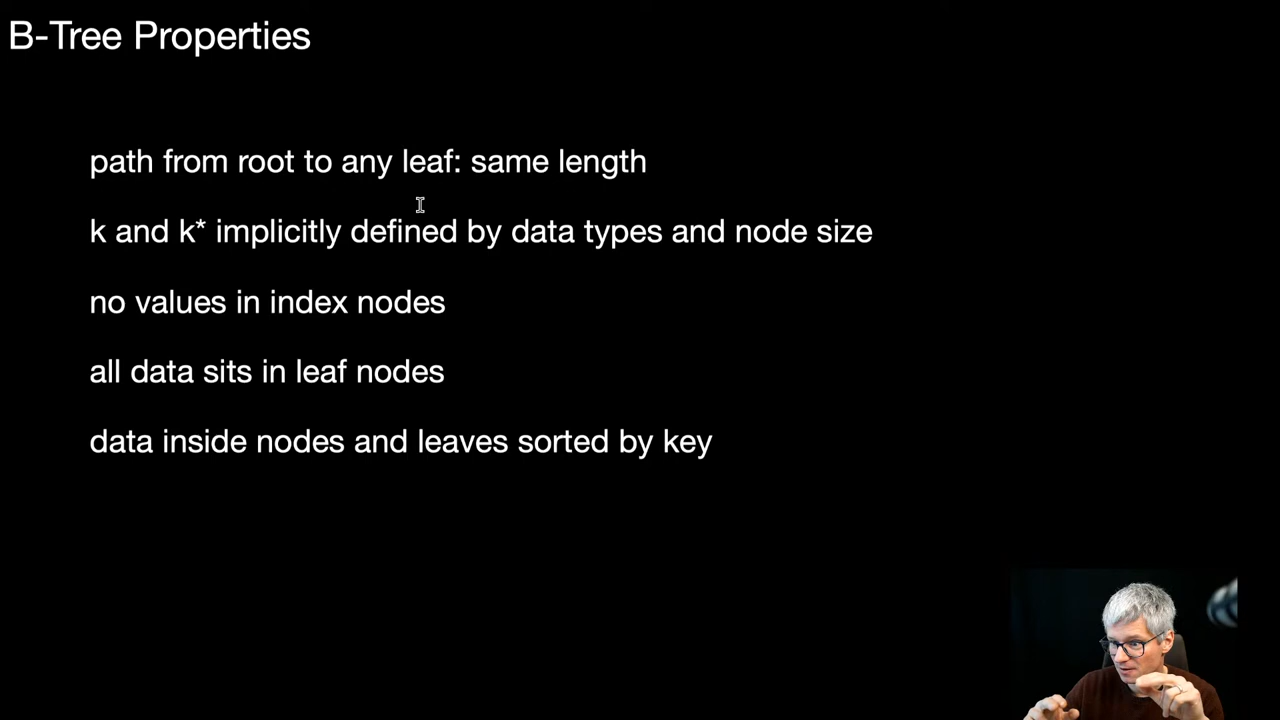 B-Tree Properties
path from root to any leaf: same length
k and k* implicitly defined by data types and node size
no values in index nodes
all data sits in leaf nodes
data inside nodes and leaves sorted by key